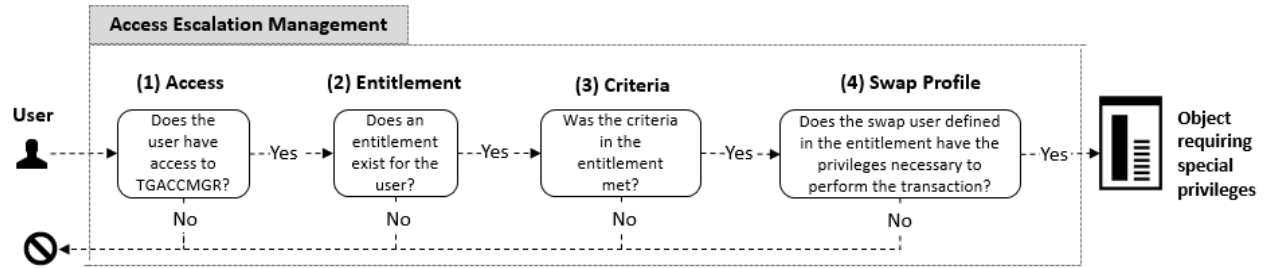 Access Escalation Management
(1) Access
(2) Entitlement
(3) Criteria
(4) Swap Profile
User
Does the
user have
access to
TGACCMGR?
Yes
Does an
entitlement
exist for the
user?
Yes
Was the criteria
in the
entitlement
met?
Yes
Does the swap user defined
in the entitlement have the
privileges necessary to
perform the transaction?
Yes
Object
requiring
special
privileges
No
No
No
No